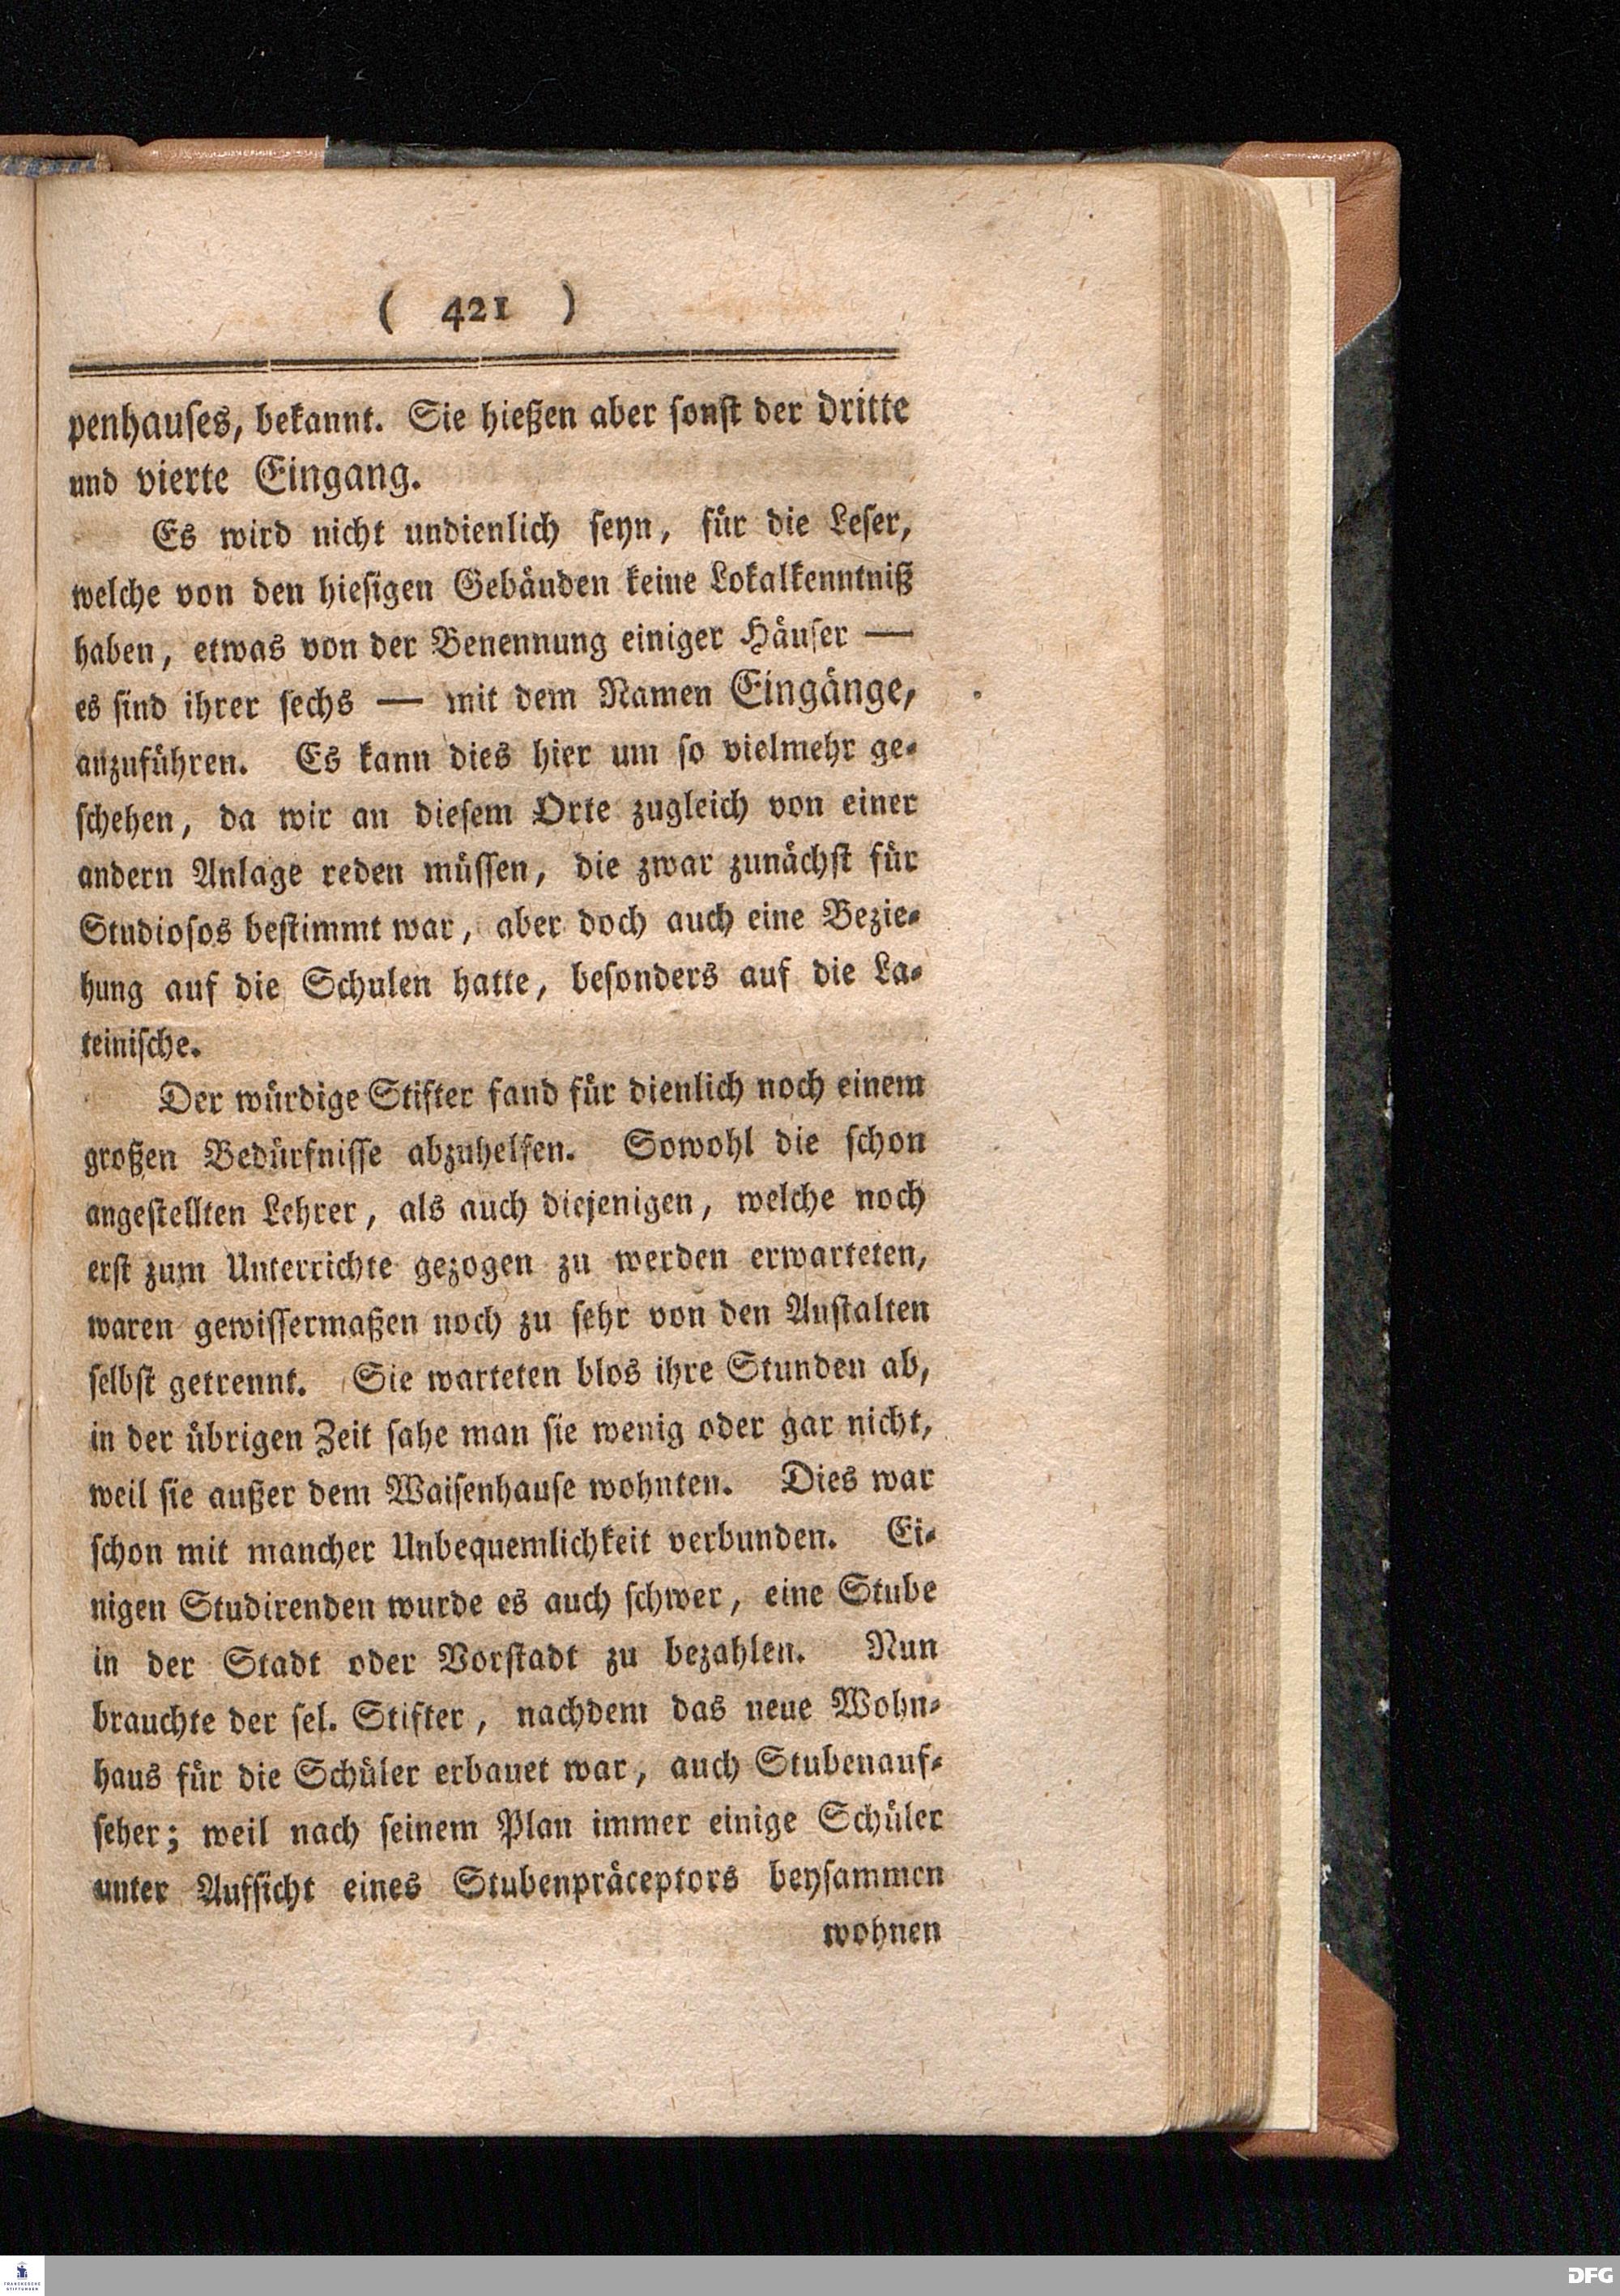 ( 421 )
penhauses, bekannt. Sie hießen aber sonst der dritte
und vierte Eingang.
Es wird nicht undienlich seyn, für die Leser,
welche von den hiesigen Gebäuden keine Lokalkenntniß
haben, etwas von der Benennung einiger Häuser —
es sind ihrer sechs — mit dem Namen Eingänge,
anzuführen. Es kann dies hier um so vielmehr ge-
schehen, da wir an diesem Orte zugleich von einer
andern Anlage reden müssen, die zwar zunächst für
Studiosos bestimmt war, aber doch auch eine Bezie-
hung auf die Schulen hatte, besonders auf die La-
teinische.
Der würdige Stifter fand für dienlich noch einem
großen Bedürfnisse abzuhelfen. Sowohl die schon
angestellten Lehrer, als auch diejenigen, welche noch
erst zum Unterrichte gezogen zu werden erwarteten,
waren gewissermaßen noch zu sehr von den Anstalten
selbst getrennt. Sie warteten blos ihre Stunden ab,
in der übrigen Zeit sahe man sie wenig oder gar nicht,
weil sie außer dem Waisenhause wohnten. Dies war
schon mit mancher Unbequemlichkeit verbunden. Ei-
nigen Studirenden wurde es auch schwer, eine Stube
in der Stadt oder Vorstadt zu bezahlen. Nun
brauchte der sel. Stifter, nachdem das neue Wohn-
haus für die Schüler erbauet war, auch Stubenauf-
seher; weil nach seinem Plan immer einige Schüler
unter Aufsicht eines Stubenpräceptors beysammen
wohnen
FRANCKESCHE
STIFTUNGEN
DFG